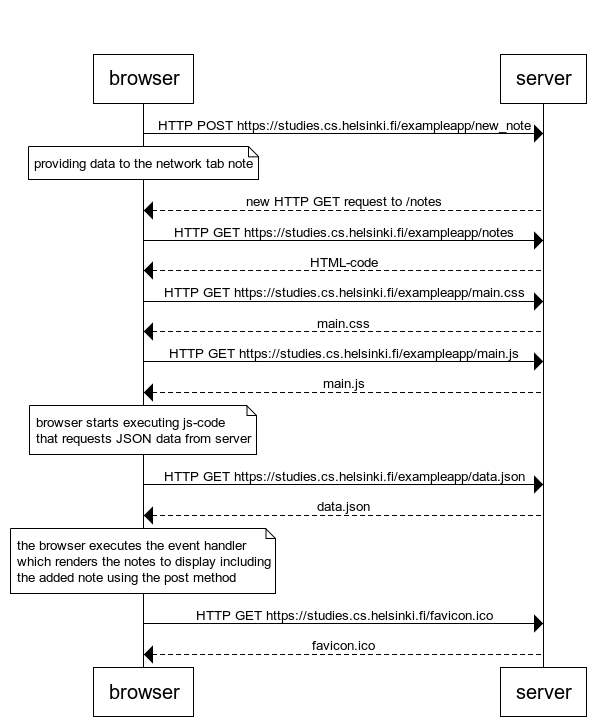 browser
server
HTTP POST https://studies.cs.helsinki.fi/exampleapp/new_note
providing data to the network tab note
new HTTP GET request to /notes
HTTP GET https://studies.cs.helsinki.fi/exampleapp/notes
HTML-code
HTTP GET https://studies.cs.helsinki.fi/exampleapp/main.css
main.css
HTTP GET https://studies.cs.helsinki.fi/exampleapp/main.js
main.js
browser starts executing js-code
that requests JSON data from server
HTTP GET https://studies.cs.helsinki.fi/exampleapp/data.json
data.json
the browser executes the event handler
which renders the notes to display including
the added note using the post method
HTTP GET https://studies.cs.helsinki.fi/favicon.ico
favicon.ico
browser
server